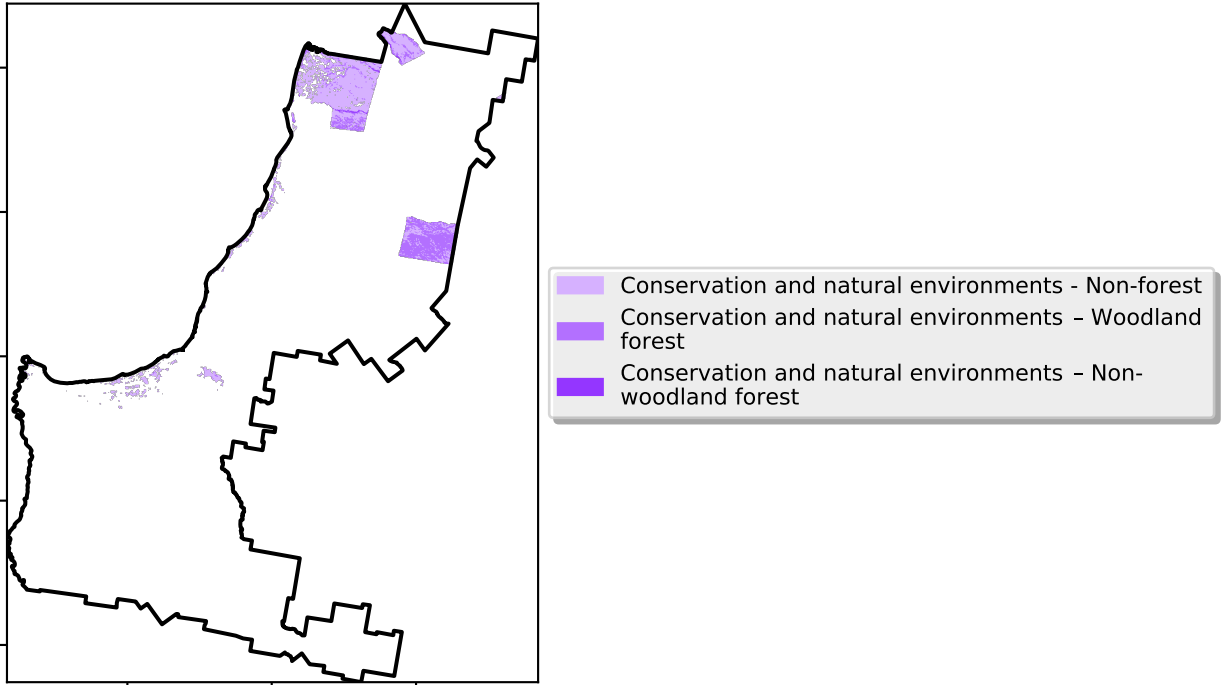 Conservation and natural environments - Non-forest
Conservation and natural environments – Woodland
forest
Conservation and natural environments – Non-
woodland forest